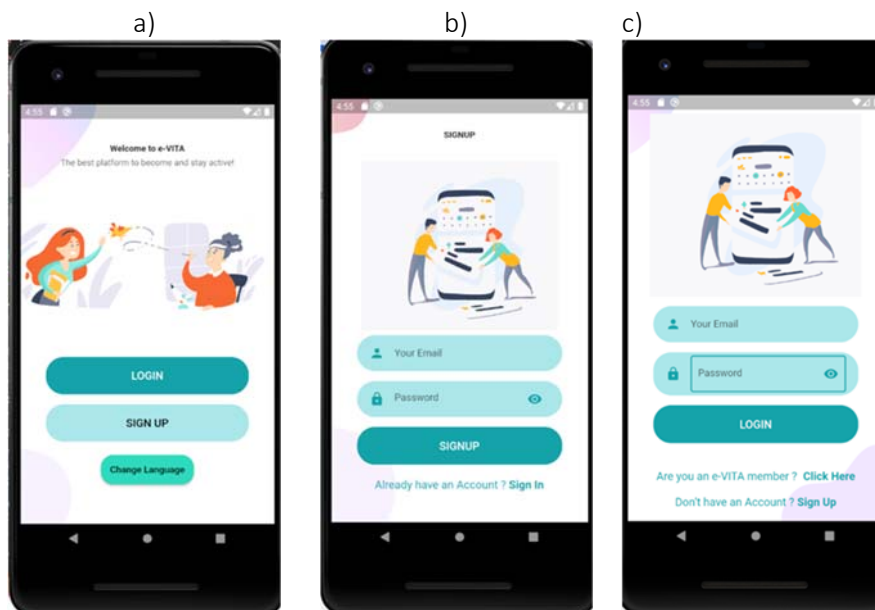 a)
4:55
Welcome to e-VITA
The best platform to become and stay active!
LOGIN
SIGN UP
Change Language
b)
4:55
SIGNUP
Your Email
Password
SIGNUP
Already have an Account ? Sign In
c)
4:55
Your Email
Password
LOGIN
Are you an e-VITA member ? Click Here
Don't have an Account ? Sign Up